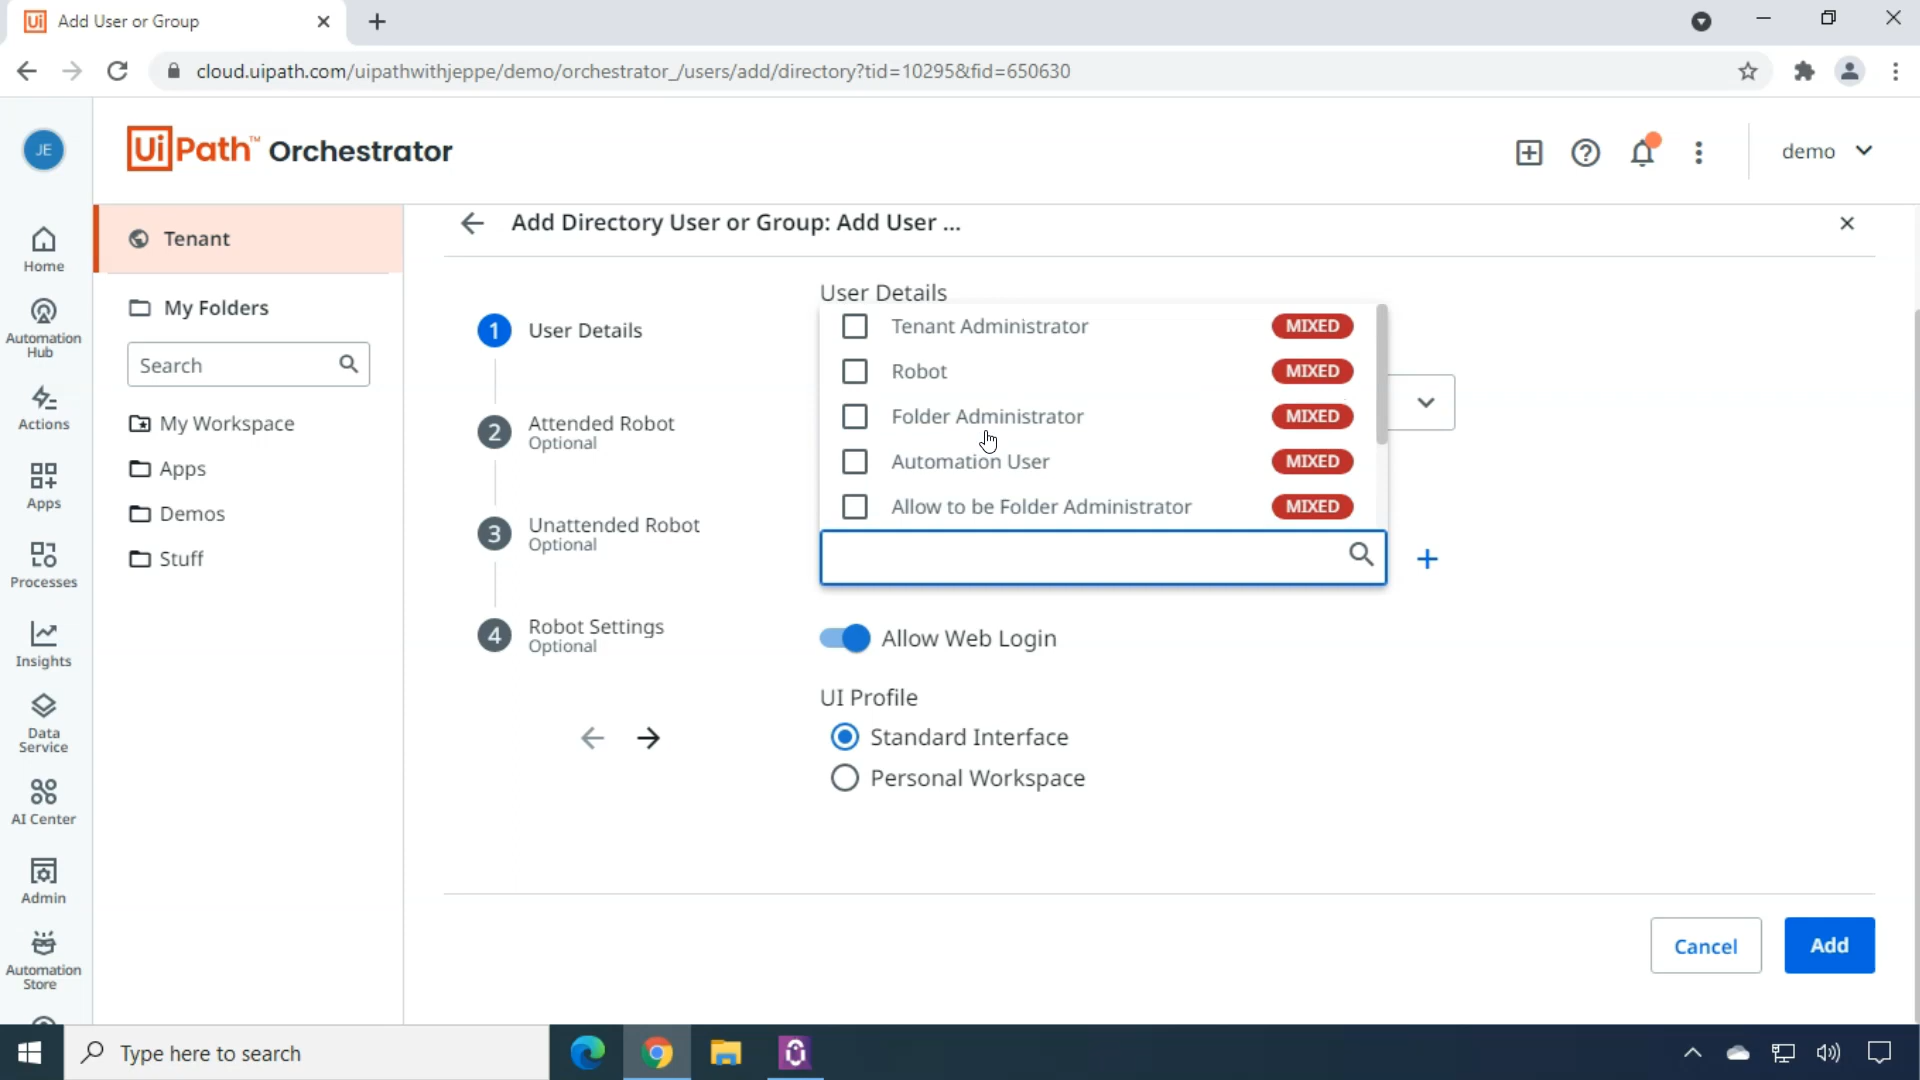 Add User or Group
cloud.uipath.com/uipathwithjeppe/demo/orchestrator_/users/add/directory?tid=10295&fid=650630
JE
UiPath™ Orchestrator
demo
Home
Automation
Hub
Actions
Apps
Processes
Insights
Data
Service
AI Center
Admin
Automation
Store
Tenant
My Folders
Search
My Workspace
Apps
Demos
Stuff
Add Directory User or Group: Add User ...
1 User Details
2 Attended Robot
Optional
3 Unattended Robot
Optional
4 Robot Settings
Optional
User Details
Tenant Administrator MIXED
Robot MIXED
Folder Administrator MIXED
Automation User MIXED
Allow to be Folder Administrator MIXED
Allow Web Login
UI Profile
Standard Interface
Personal Workspace
Cancel
Add
Type here to search